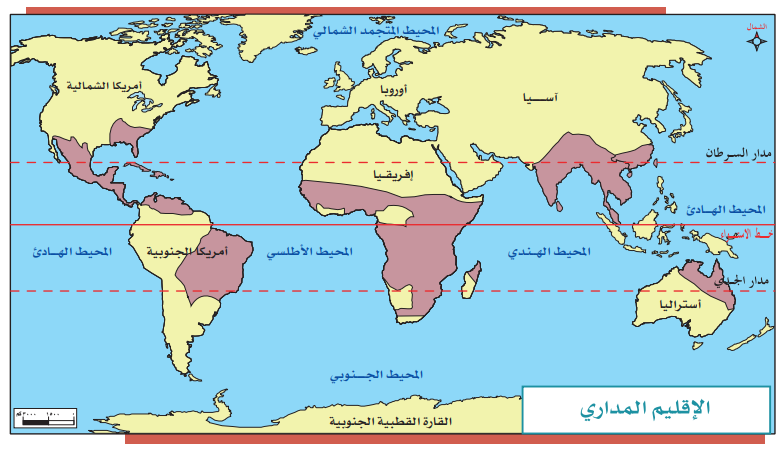 الشمال
المحيط المتجمد الشمالي
أمريكا الشمالية
أوروبا
آســـيا
مدار السرطان
إفريقيا
المحيط الهادئ
خط الاستواء
المحيط الهادئ
أمريكا الجنوبية
المحيط الأطلسي
المحيط الهندي
مدار الجدي
أستراليا
المحيط الجنوبي
الإقليم المداري
القارة القطبية الجنوبية